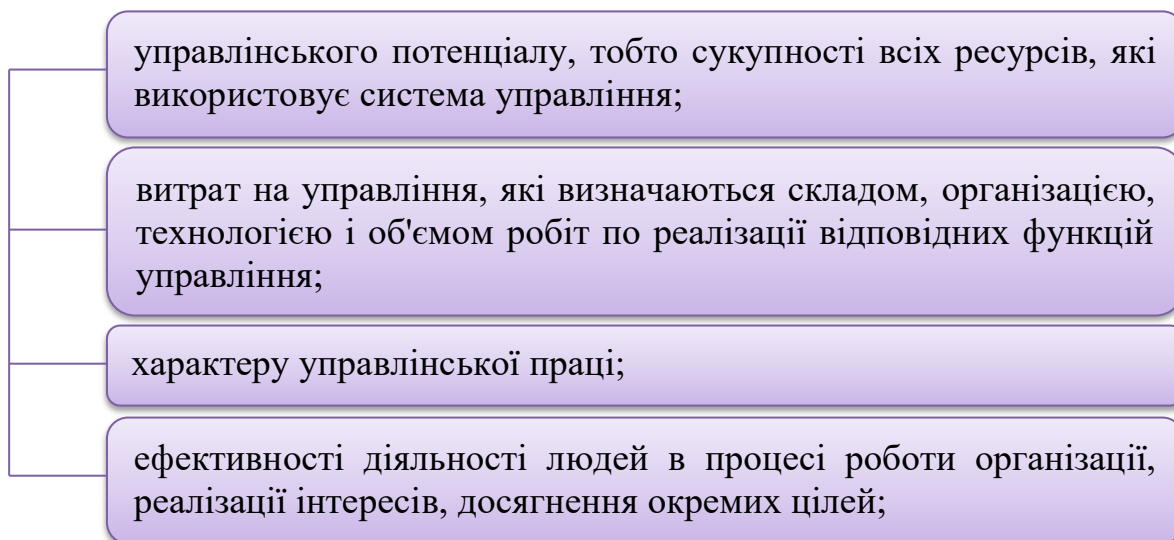 управлінського потенціалу, тобто сукупності всіх ресурсів, які
використовує система управління;
витрат на управління, які визначаються складом, організацією,
технологією і об'ємом робіт по реалізації відповідних функцій
управління;
характеру управлінської праці;
ефективності діяльності людей в процесі роботи організації,
реалізації інтересів, досягнення окремих цілей;